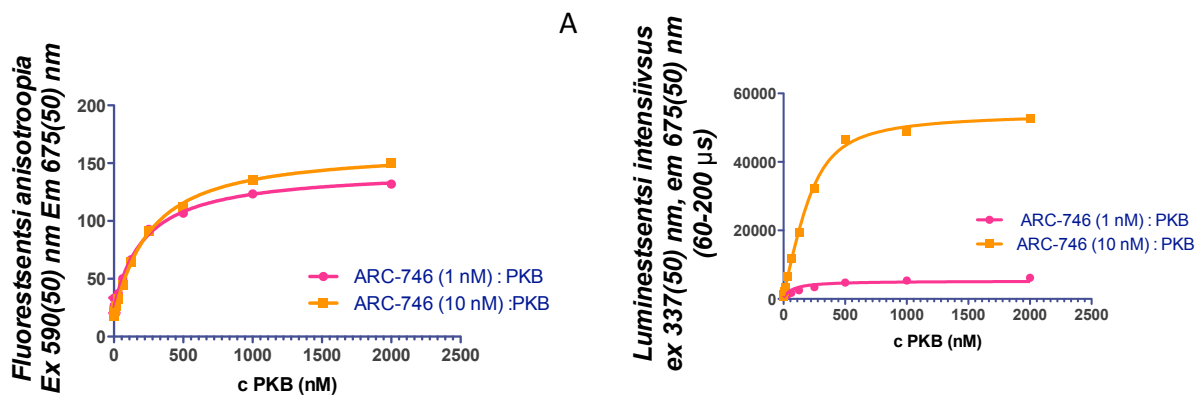 A
Fluorestsentsi anisotroopia
Ex 590(50) nm Em 675(50) nm
200
150
100
50
0
0 500 1000 1500 2000 2500
c PKB (nM)
ARC-746 (1 nM) : PKB
ARC-746 (10 nM) :PKB
Luminestsentsi intensiivsus
ex 337(50) nm, em 675(50) nm
(60-200 µs)
60000
40000
20000
0
0 500 1000 1500 2000 2500
c PKB (nM)
ARC-746 (1 nM) : PKB
ARC-746 (10 nM) : PKB